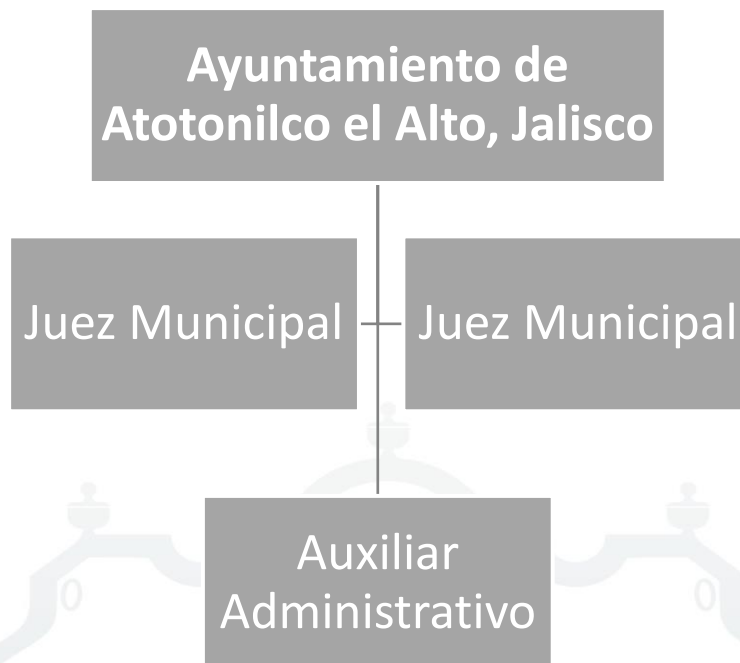 Ayuntamiento de
Atotonilco el Alto, Jalisco
Juez Municipal
Juez Municipal
Auxiliar
Administrativo